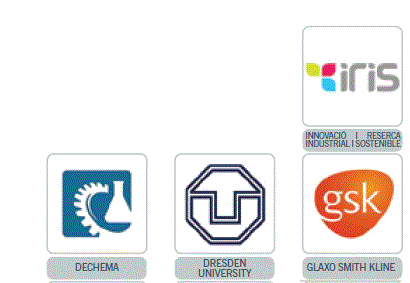 iris
INNOVACIÓ I RESERCA
INDUSTRIAL I SOSTENIBLE
gsk
DECHEMA
DRESDEN
UNIVERSITY
GLAXO SMITH KLINE